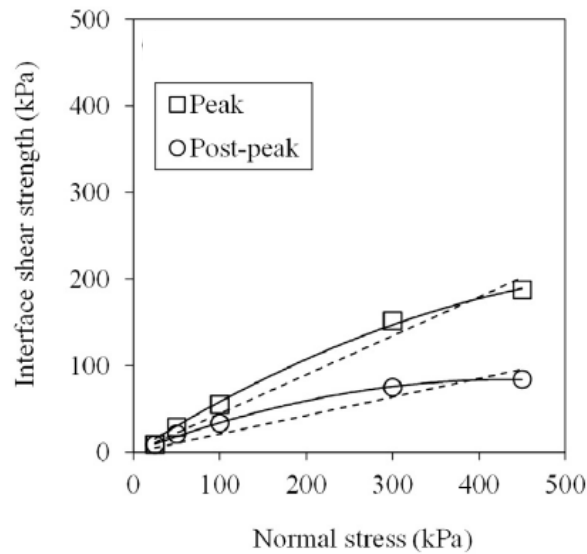 500
400
300
200
100
0
Interface shear strength (kPa)
Peak
Post-peak
0 100 200 300 400 500
Normal stress (kPa)